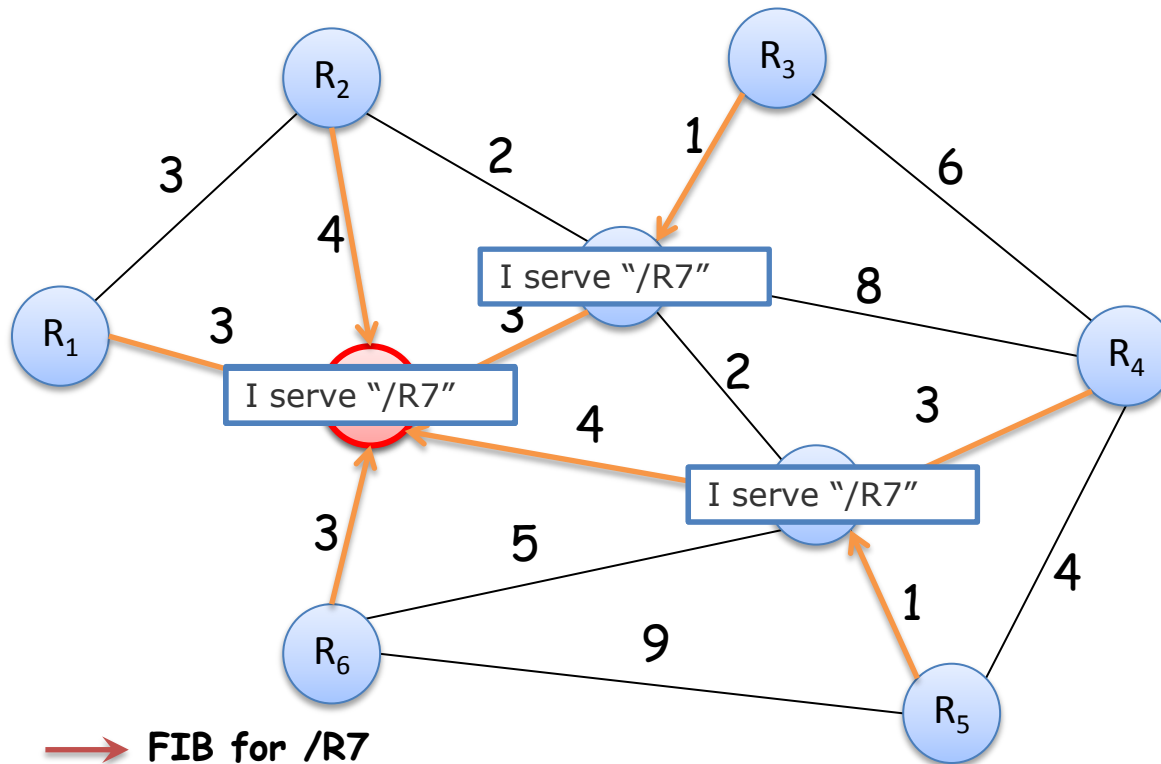 R₂
R₃
1
2
3
6
4
I serve “/R7”
8
R₁
3
3
R₄
I serve “/R7”
2
3
4
I serve “/R7”
3
5
4
1
R₆
9
R₅
FIB for /R7